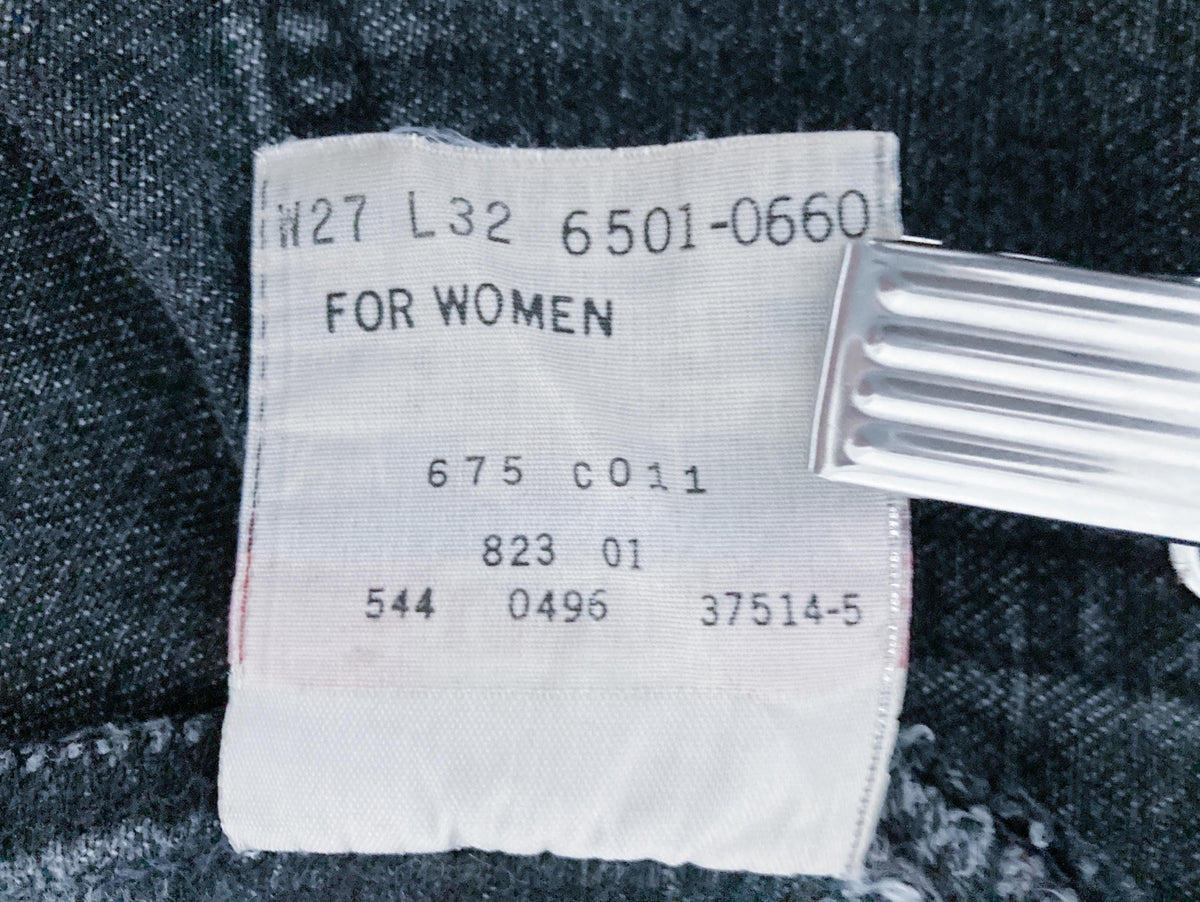 W27 L32 6501-0660
FOR WOMEN
675 C011
823 01
544 0496 37514-5